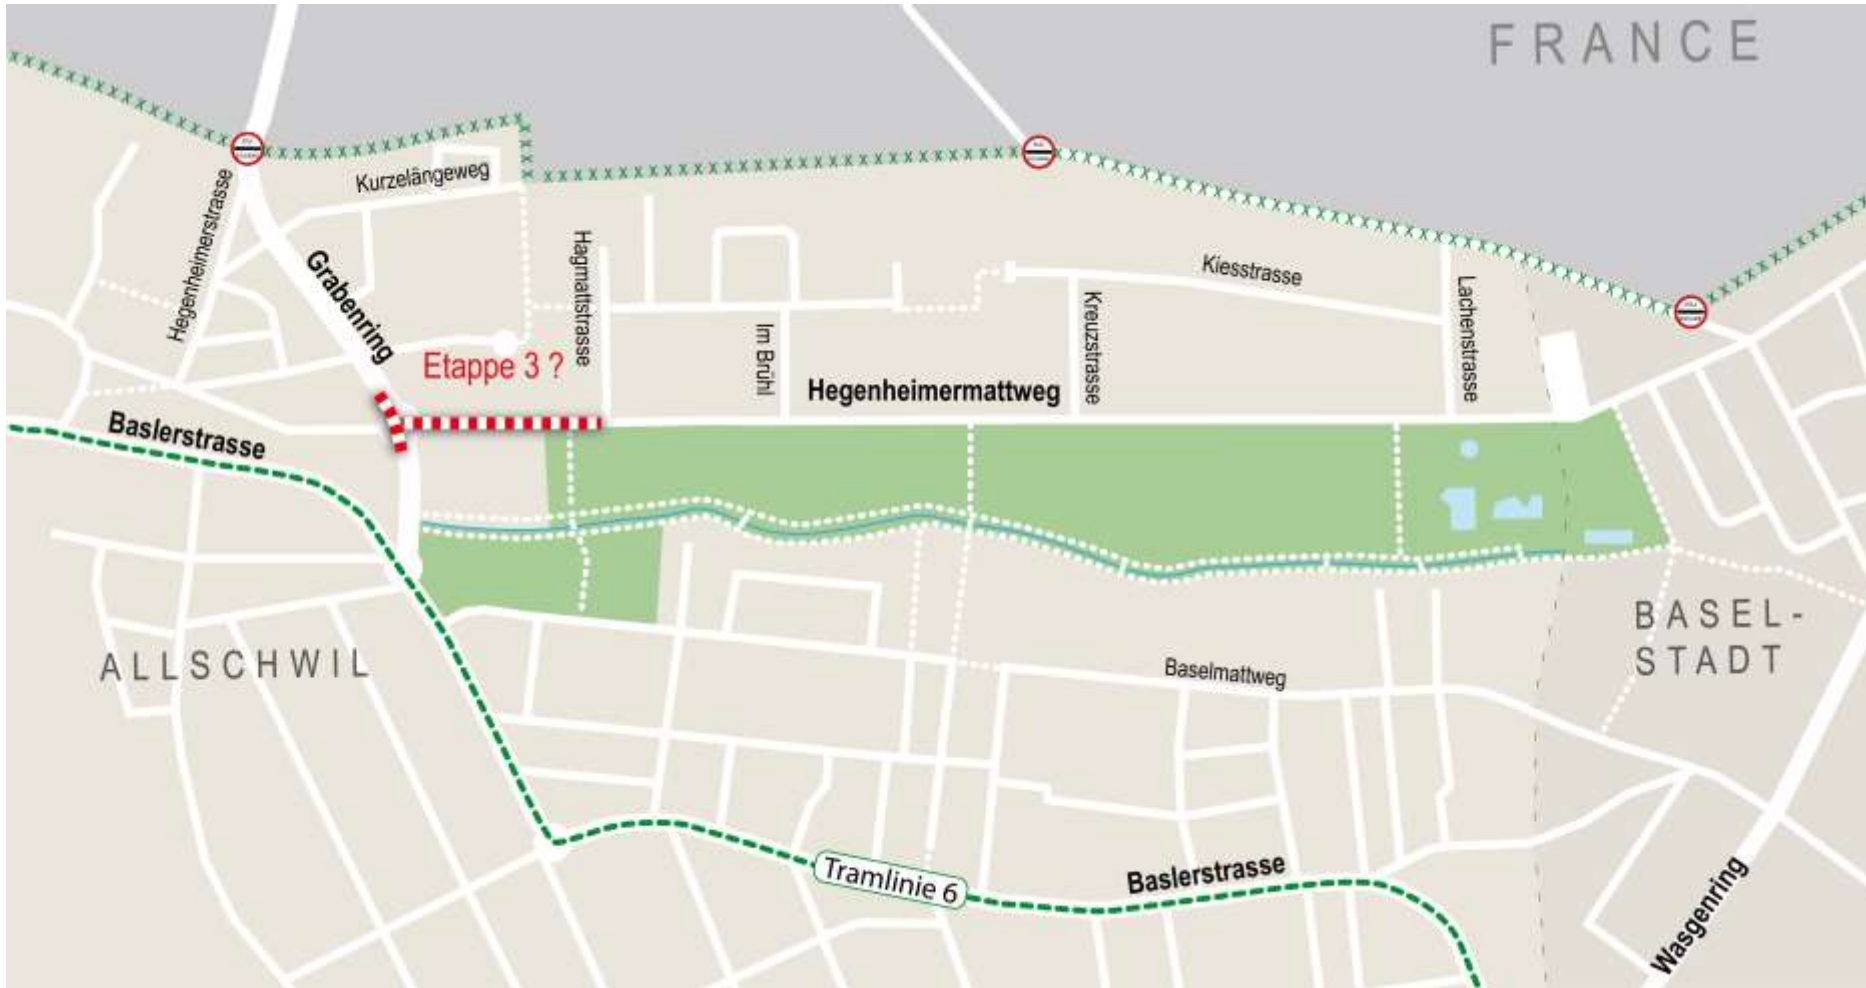 FRANCE
Kurzelängeweg
Hegenheimerstrasse
Grabenring
Hagmattstrasse
Kiesstrasse
Lachenstrasse
Kreuzstrasse
Im Brühl
Etappe 3 ?
Hegenheimermattweg
Baslerstrasse
ALLSCHWIL
BASEL-
STADT
Baselmattweg
Tramlinie 6
Baslerstrasse
Wasgenring